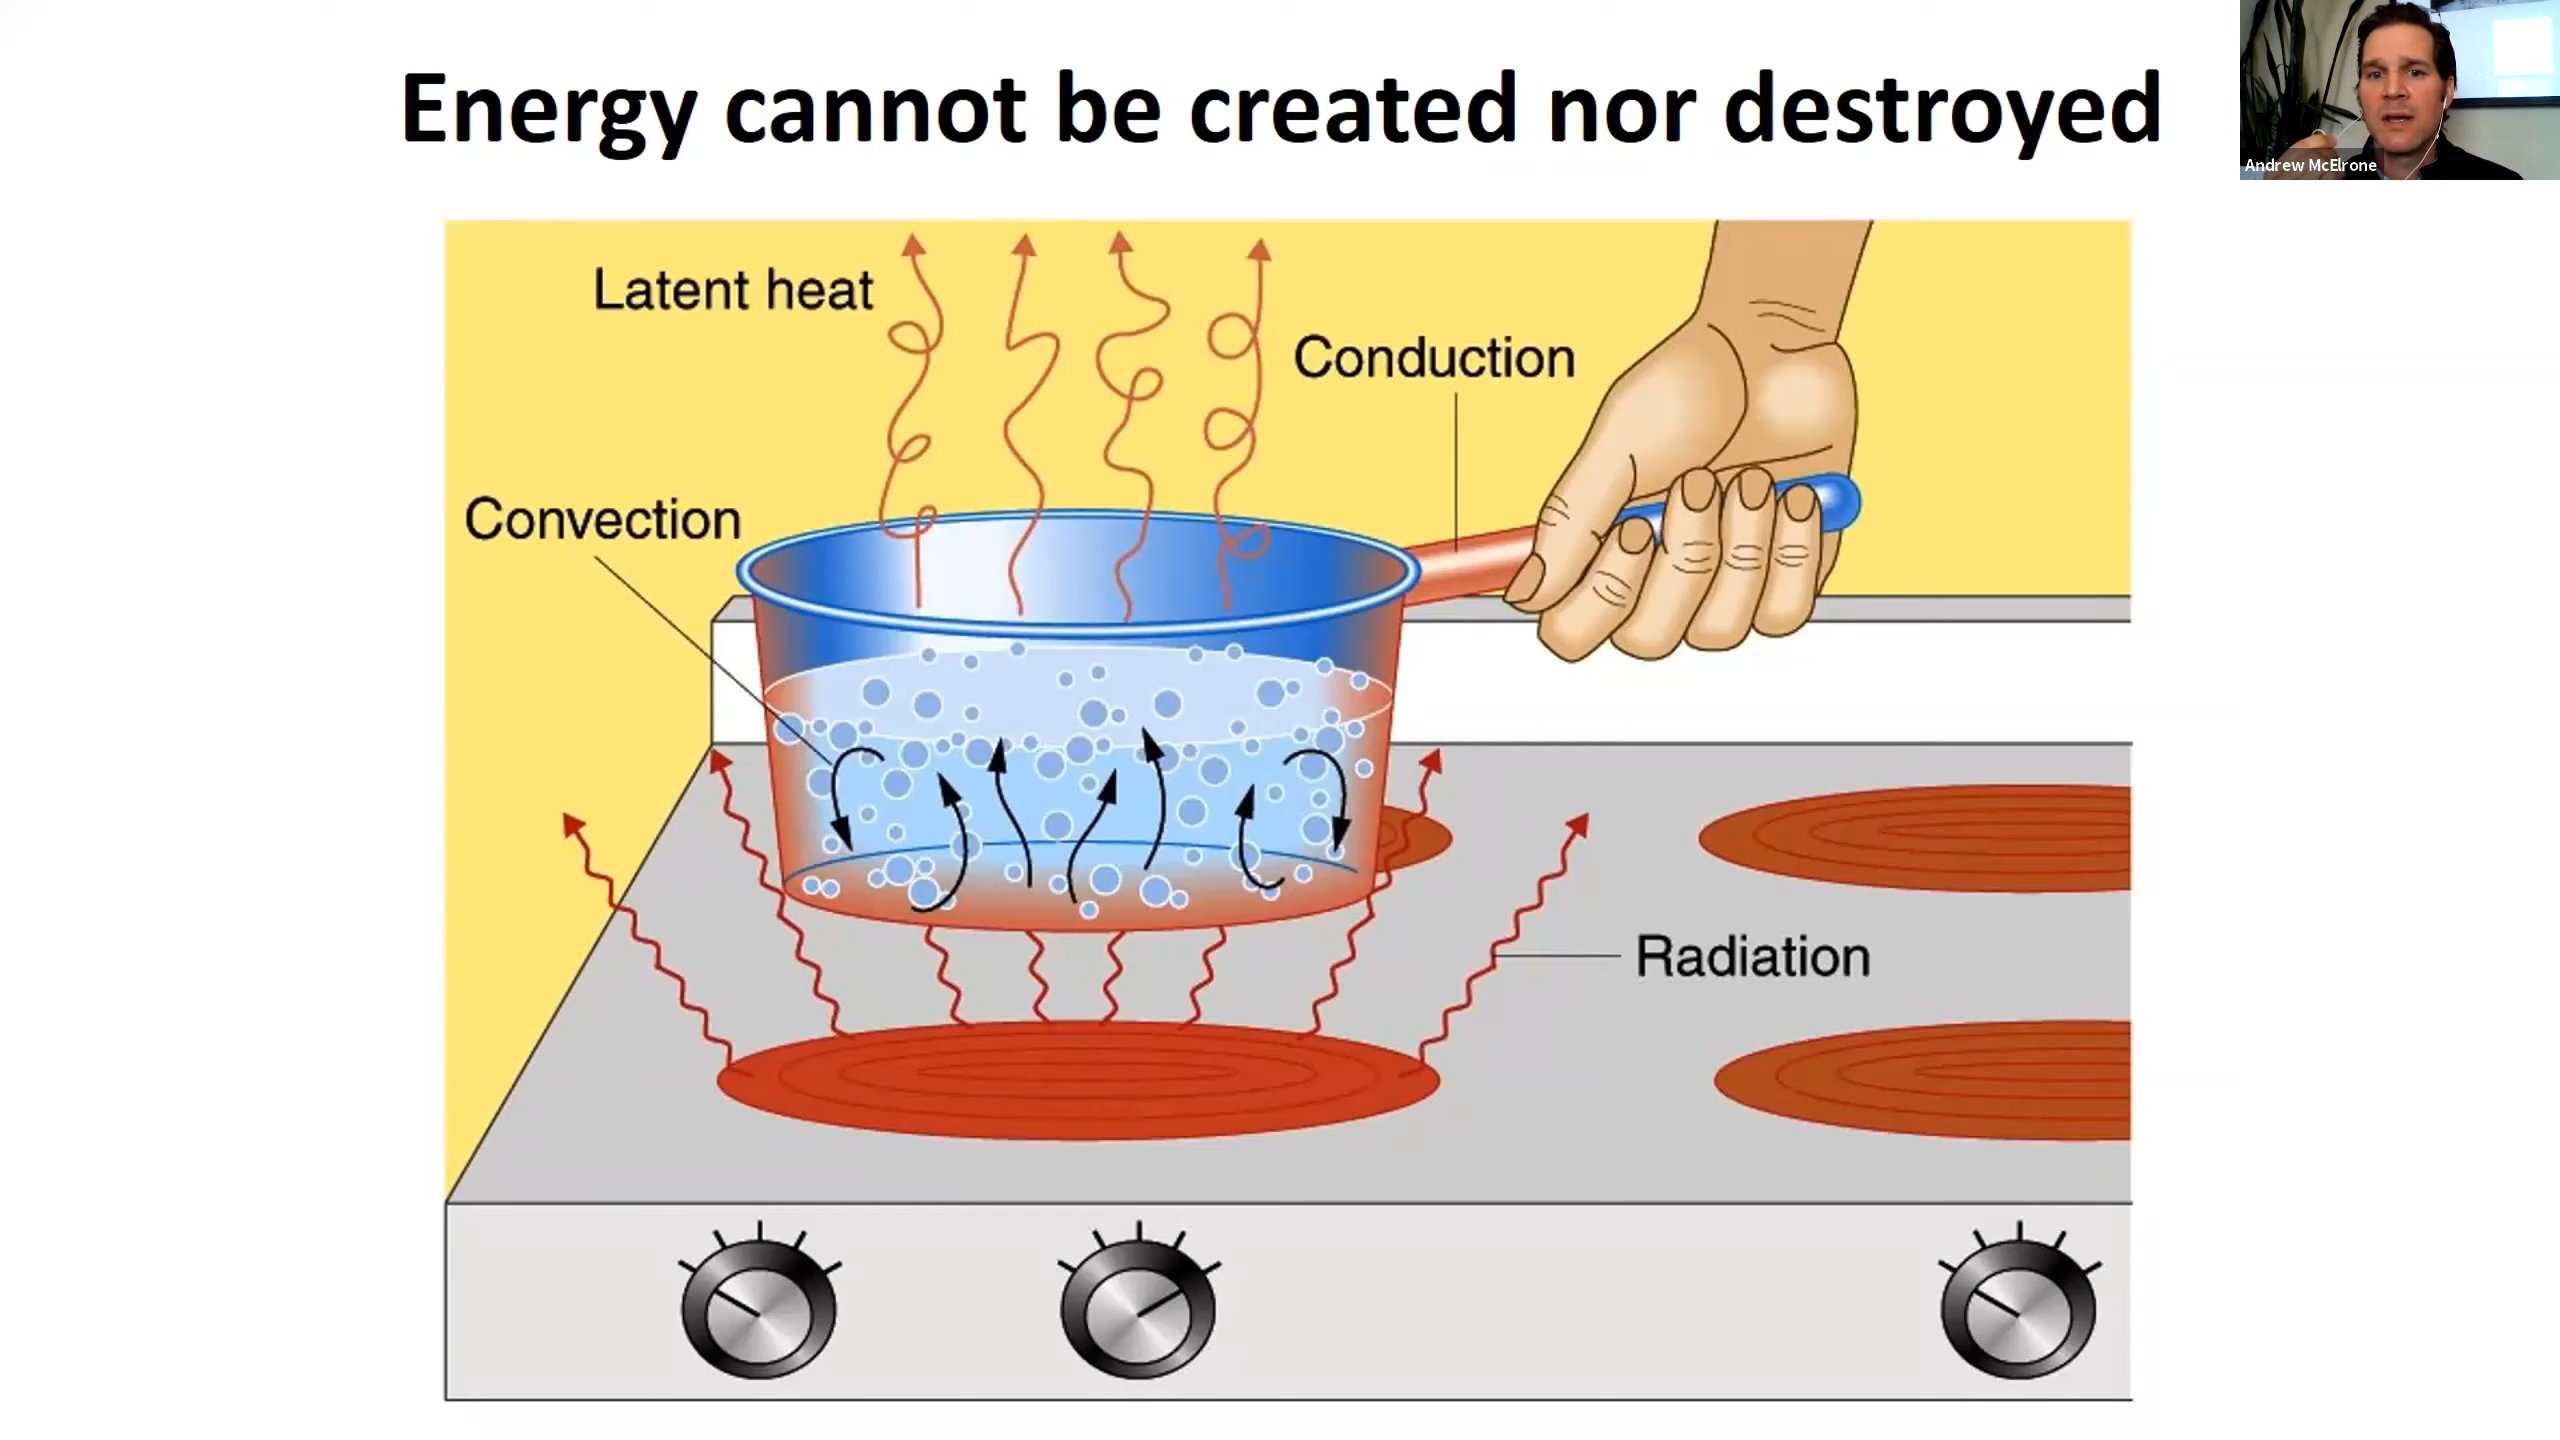 Energy cannot be created nor destroyed
Andrew McElrone
Latent heat
Conduction
Convection
Radiation